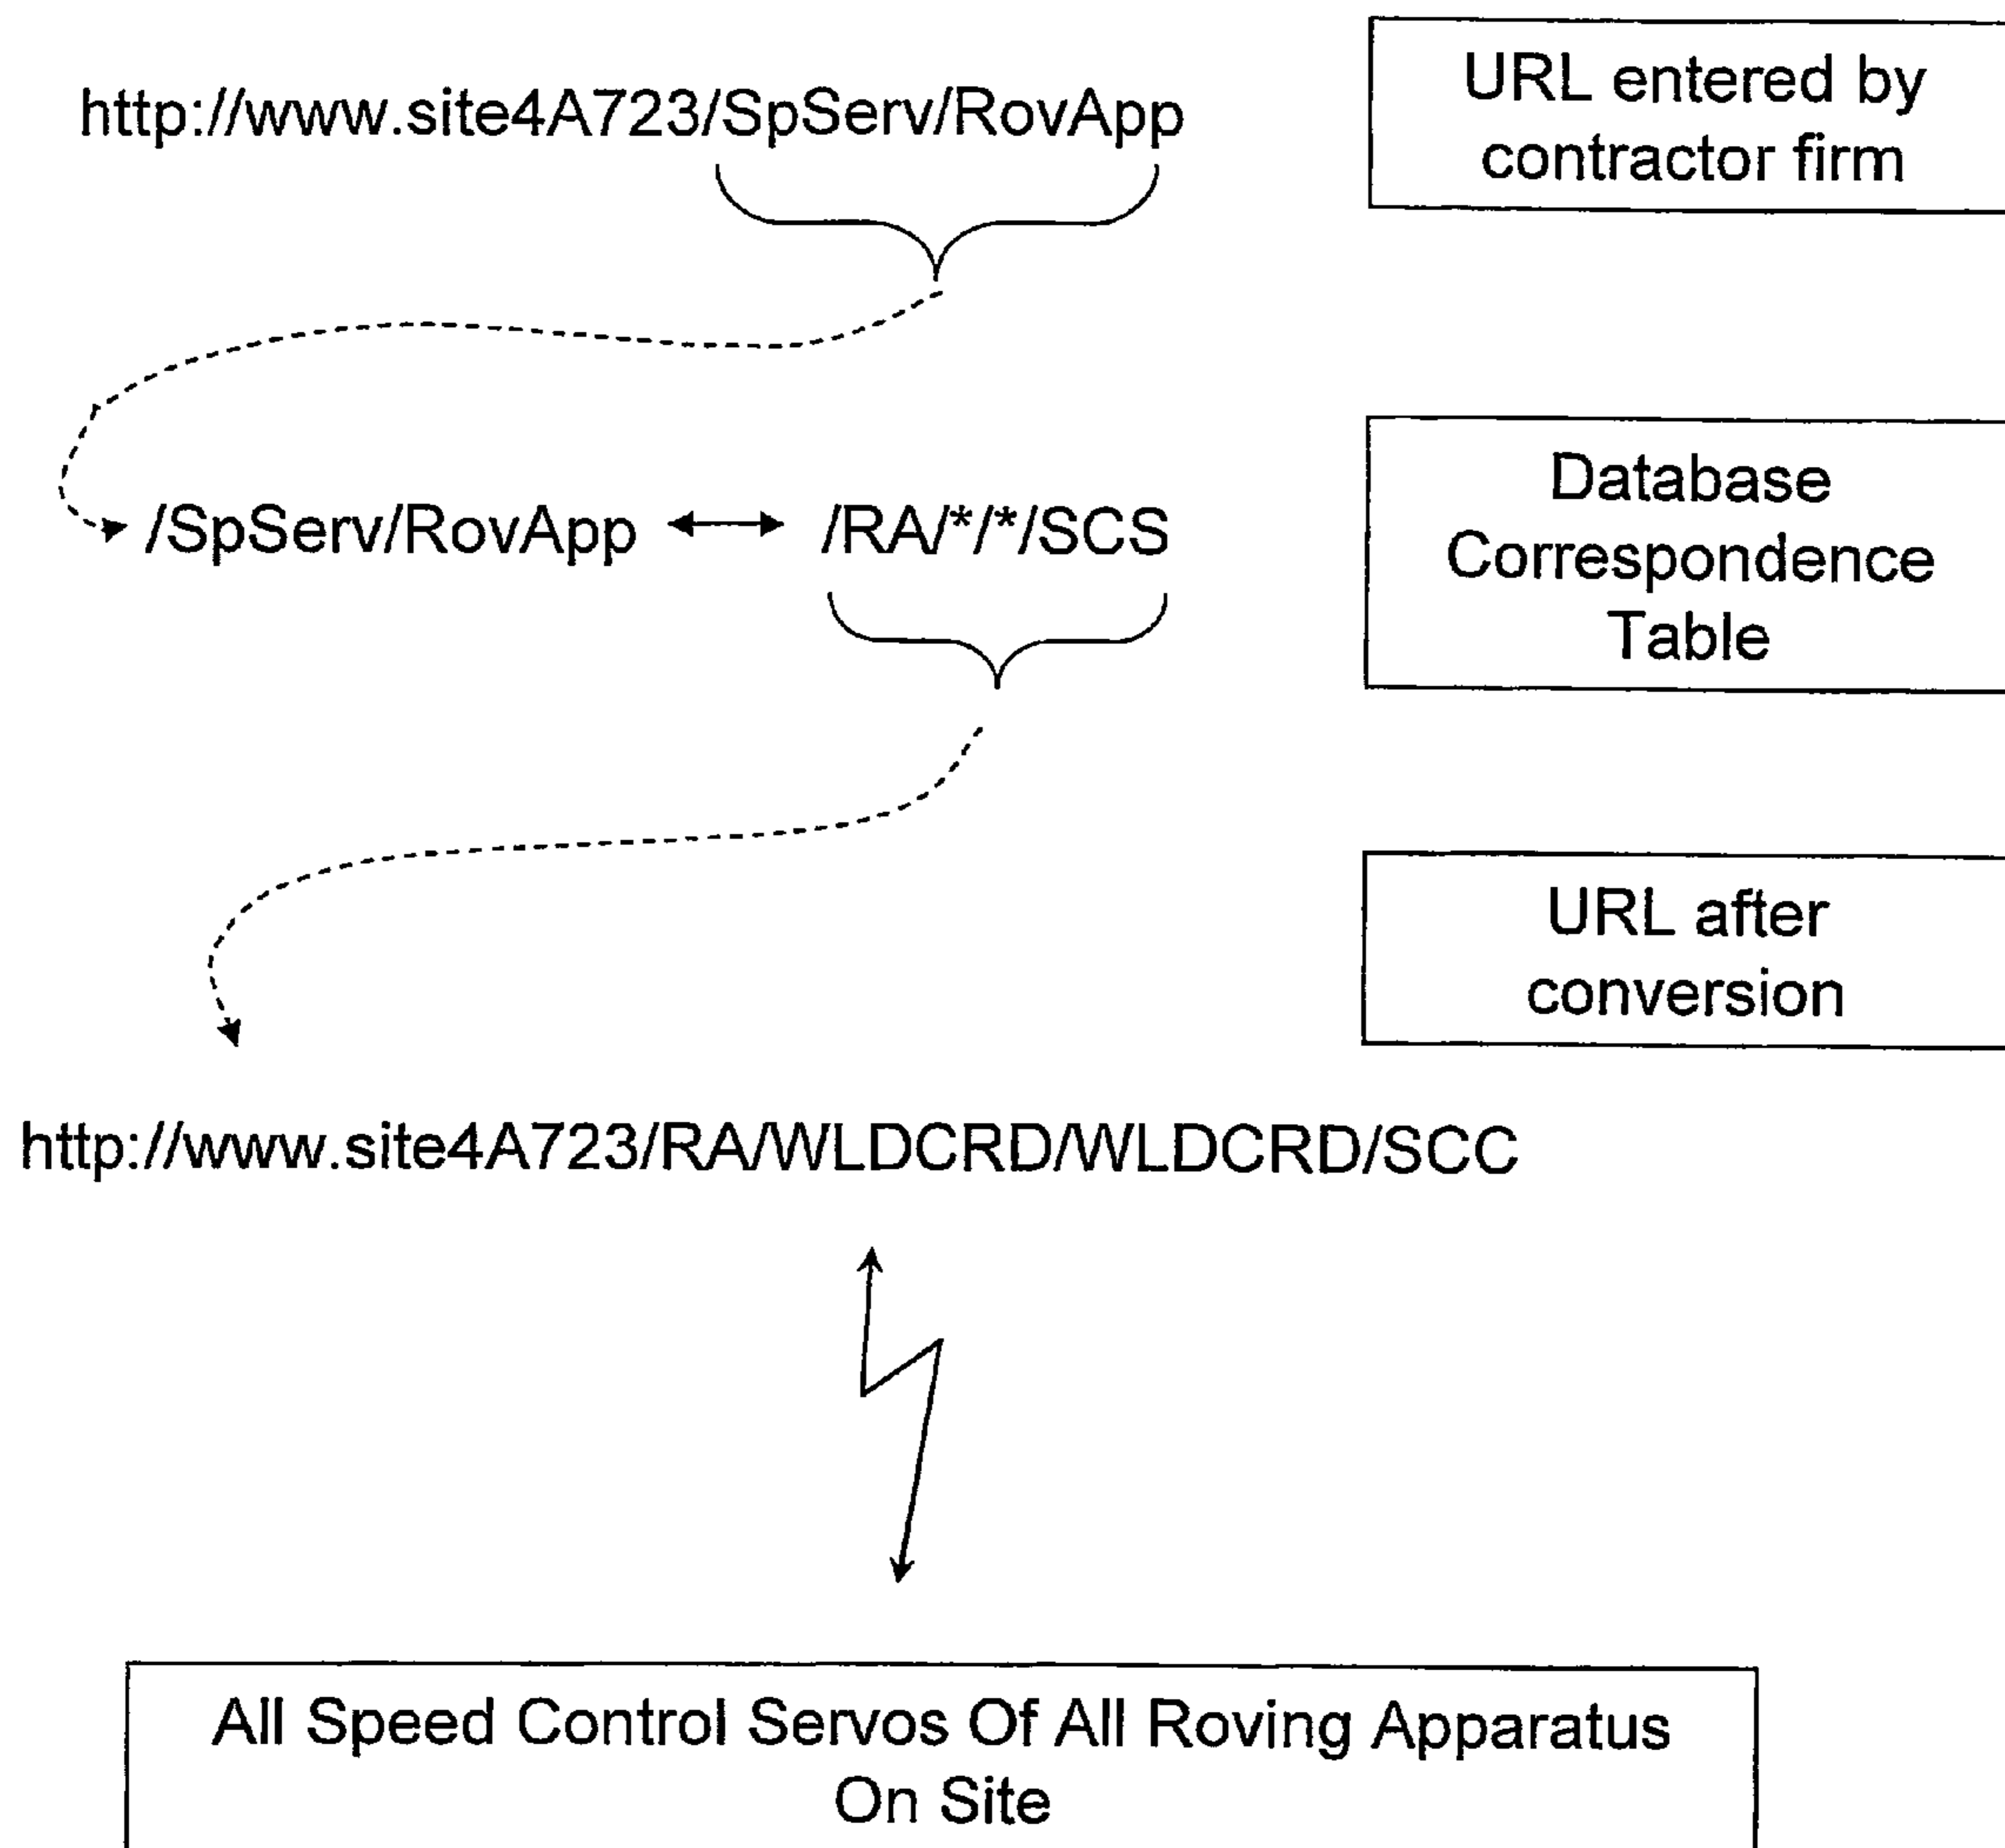 http://www.site4A723/SpServ/RovApp
URL entered by
contractor firm
/SpServ/RovApp
/RA/*/*/SCS
Database
Correspondence
Table
URL after
conversion
http://www.site4A723/RA/WLDCRD/WLDCRD/SCC
All Speed Control Servos Of All Roving Apparatus
On Site